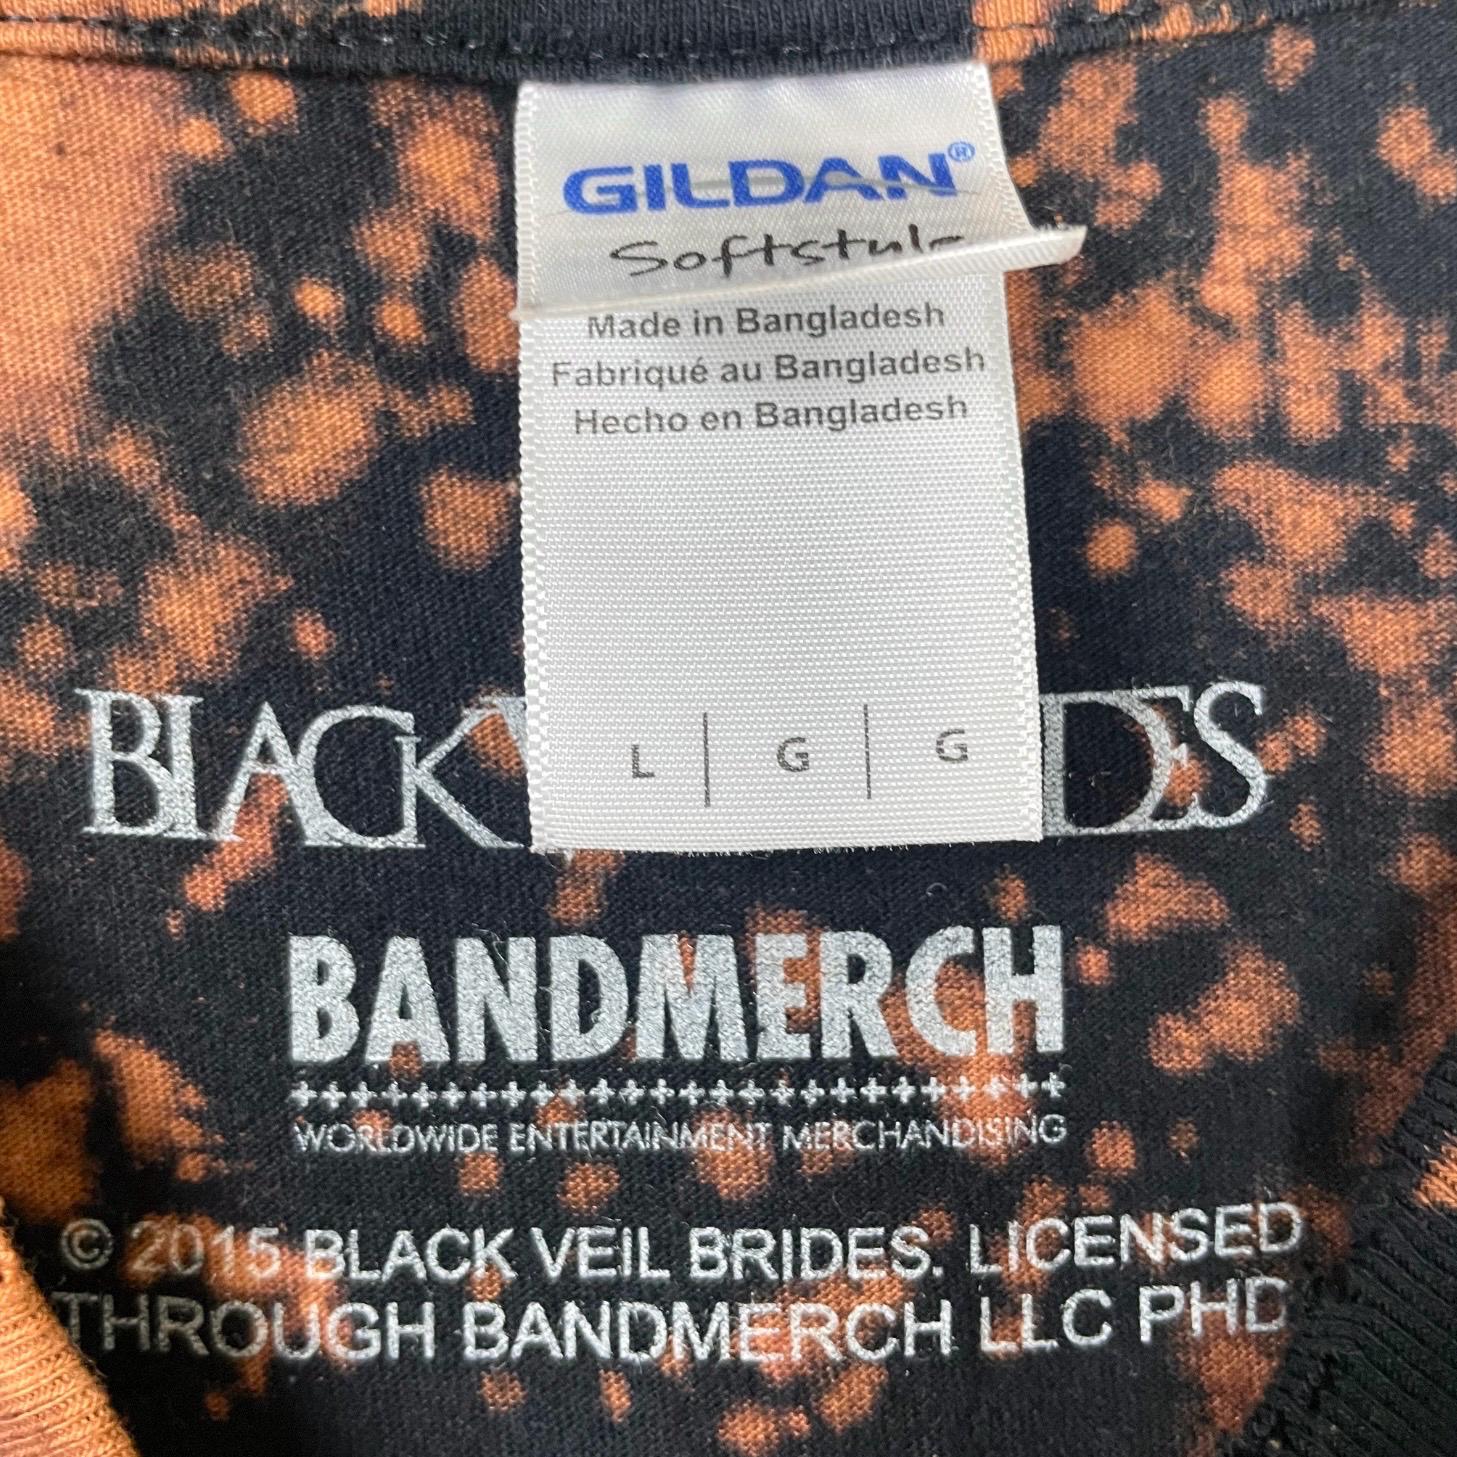 GILDAN®
Softstyle
Made in Bangladesh
Fabriqué au Bangladesh
Hecho en Bangladesh
L | G | G
BLACK
BANDMERCH
WORLDWIDE ENTERTAINMENT MERCHANDISING
© 2015 BLACK VEIL BRIDES. LICENSED
THROUGH BANDMERCH LLC PHD